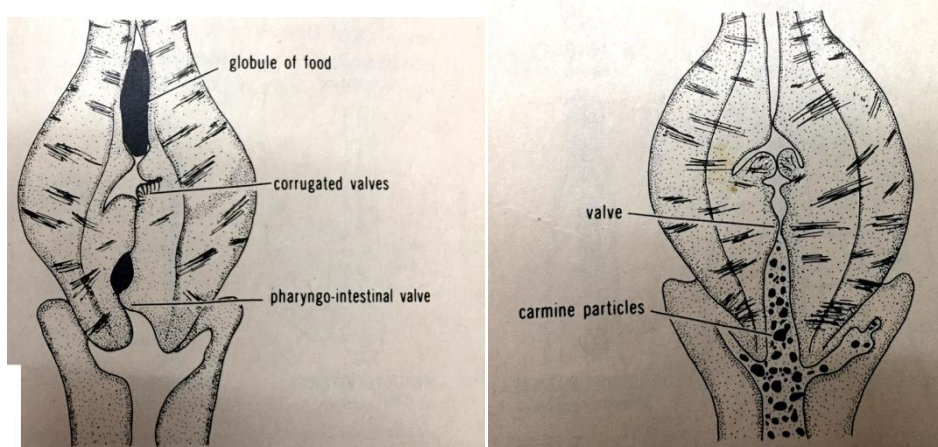 globule of food
corrugated valves
pharyngo-intestinal valve
valve
carmine particles